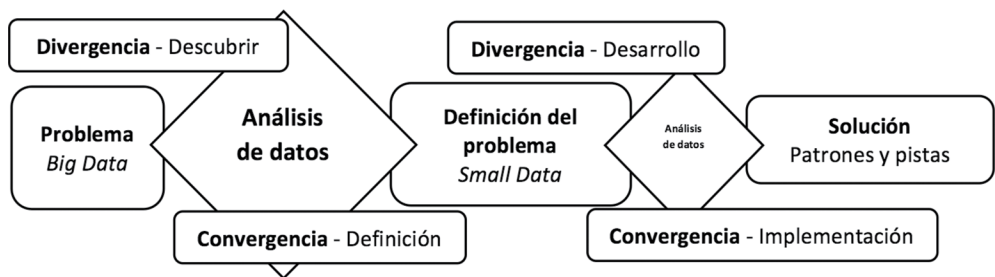 Divergencia - Descubrir
Problema
Big Data
Análisis
de datos
Convergencia - Definición
Definición del
problema
Small Data
Divergencia - Desarrollo
Análisis
de datos
Convergencia - Implementación
Solución
Patrones y pistas